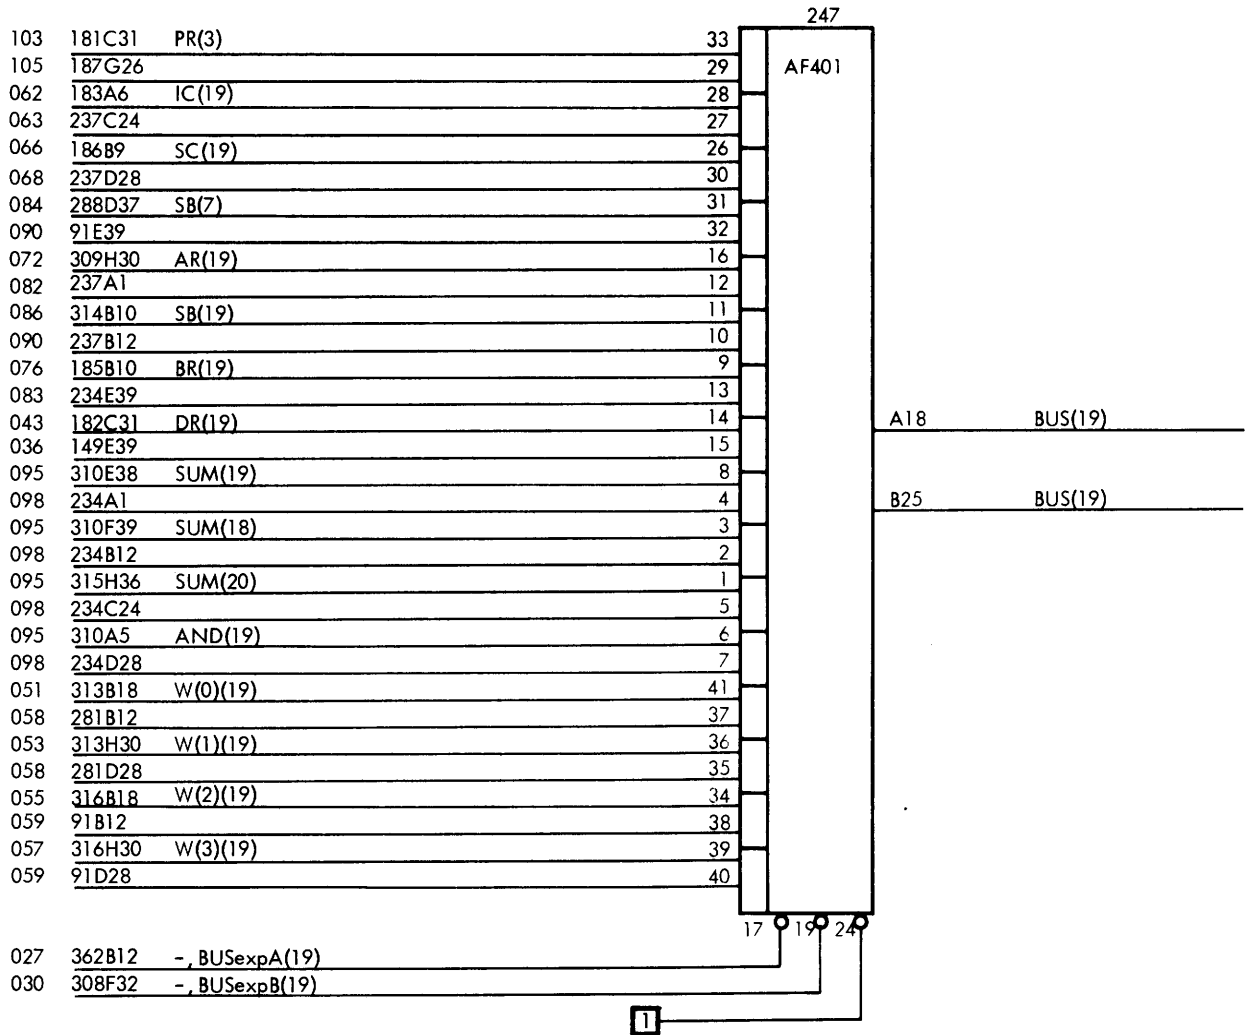 247
103 181C31 PR(3) 33
AF401
105 187G26 29
062 183A6 IC(19) 28
063 237C24 27
066 186B9 SC(19) 26
068 237D28 30
084 288D37 SB(7) 31
090 91E39 32
072 309H30 AR(19) 16
082 237A1 12
086 314B10 SB(19) 11
090 237B12 10
076 185B10 BR(19) 9
083 234E39 13
043 182C31 DR(19) 14
A18 BUS(19)
036 149E39 15
095 310E38 SUM(19) 8
098 234A1 4
B25 BUS(19)
095 310F39 SUM(18) 3
098 234B12 2
095 315H36 SUM(20) 1
098 234C24 5
095 310A5 AND(19) 6
098 234D28 7
051 313B18 W(0)(19) 41
058 281B12 37
053 313H30 W(1)(19) 36
058 281D28 35
055 316B18 W(2)(19) 34
059 91B12 38
057 316H30 W(3)(19) 39
059 91D28 40
17 19 24
027 362B12 -, BUSexpA(19)
030 308F32 -, BUSexpB(19)
1